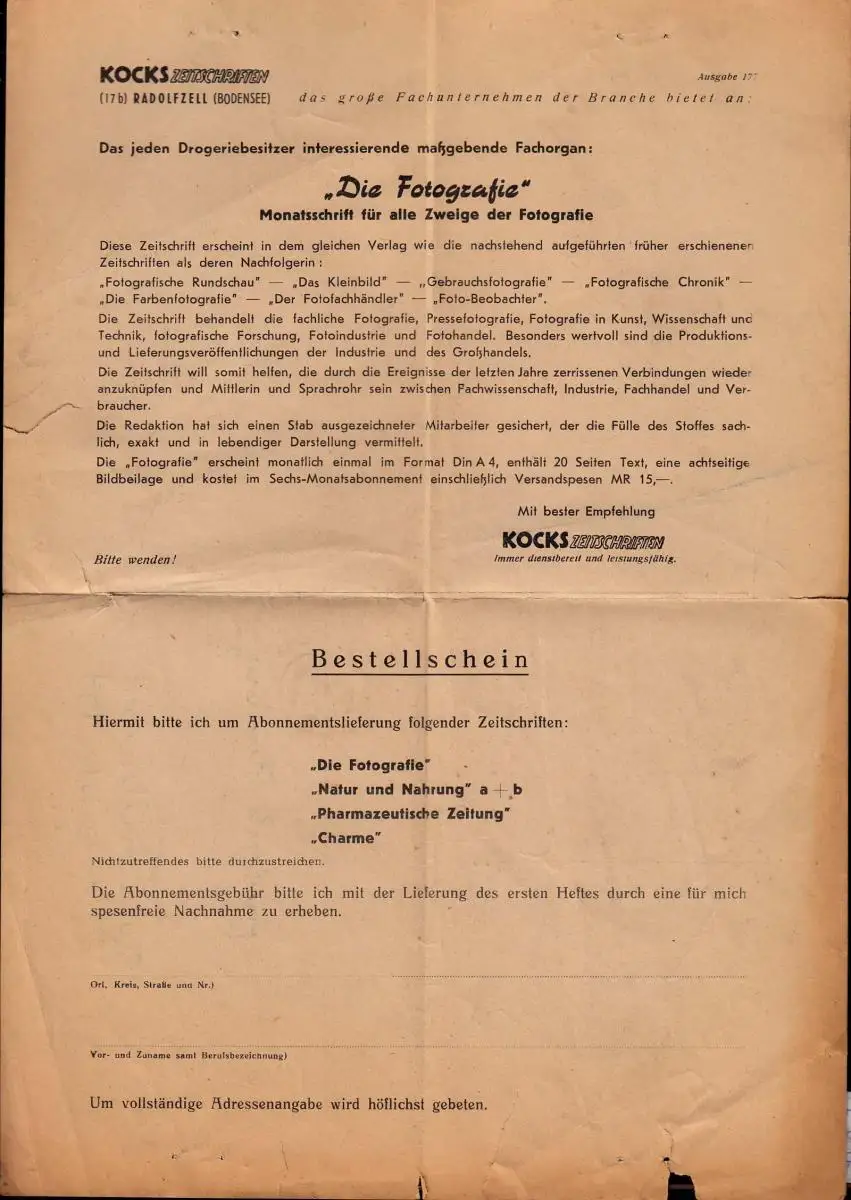 KOCKS ZEITSCHRIFTEN
Ausgabe 177
(17b) RADOLFZELL (BODENSEE) das große Fachunternehmen der Branche bietet an:
Das jeden Drogeriebesitzer interessierende maßgebende Fachorgan:
„Die Fotografie"
Monatsschrift für alle Zweige der Fotografie
Diese Zeitschrift erscheint in dem gleichen Verlag wie die nachstehend aufgeführten früher erschienenen
Zeitschriften als deren Nachfolgerin:
„Fotografische Rundschau" — „Das Kleinbild" — „Gebrauchsfotografie" — „Fotografische Chronik" —
„Die Farbenfotografie" — „Der Fotofachhändler" — „Foto-Beobachter".
Die Zeitschrift behandelt die fachliche Fotografie, Pressefotografie, Fotografie in Kunst, Wissenschaft und
Technik, fotografische Forschung, Fotoindustrie und Fotohandel. Besonders wertvoll sind die Produktions-
und Lieferungsveröffentlichungen der Industrie und des Großhandels.
Die Zeitschrift will somit helfen, die durch die Ereignisse der letzten Jahre zerrissenen Verbindungen wieder
anzuknüpfen und Mittlerin und Sprachrohr sein zwischen Fachwissenschaft, Industrie, Fachhandel und Ver-
braucher.
Die Redaktion hat sich einen Stab ausgezeichneter Mitarbeiter gesichert, der die Fülle des Stoffes sach-
lich, exakt und in lebendiger Darstellung vermittelt.
Die „Fotografie" erscheint monatlich einmal im Format Din A 4, enthält 20 Seiten Text, eine achtseitige
Bildbeilage und kostet im Sechs-Monatsabonnement einschließlich Versandspesen MR 15,—.
Mit bester Empfehlung
KOCKS ZEITSCHRIFTEN
Immer dienstbereit und leistungsfähig.
Bitte wenden!
Bestellschein
Hiermit bitte ich um Abonnementslieferung folgender Zeitschriften:
„Die Fotografie"
„Natur und Nahrung" a + b
„Pharmazeutische Zeitung"
„Charme"
Nichtzutreffendes bitte durchzustreichen.
Die Abonnementsgebühr bitte ich mit der Lieferung des ersten Heftes durch eine für mich
spesenfreie Nachnahme zu erheben.
Ort, Kreis, Straße und Nr.)
Vor- und Zuname samt Berufsbezeichnung)
Um vollständige Adressenangabe wird höflichst gebeten.